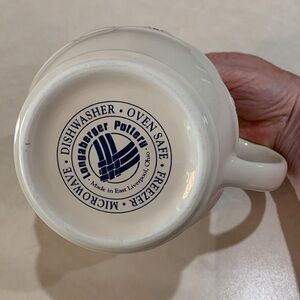 MICROWAVE • DISHWASHER • OVEN SAFE • FREEZER •
Longaberger Pottery
Made in East Liverpool, Ohio